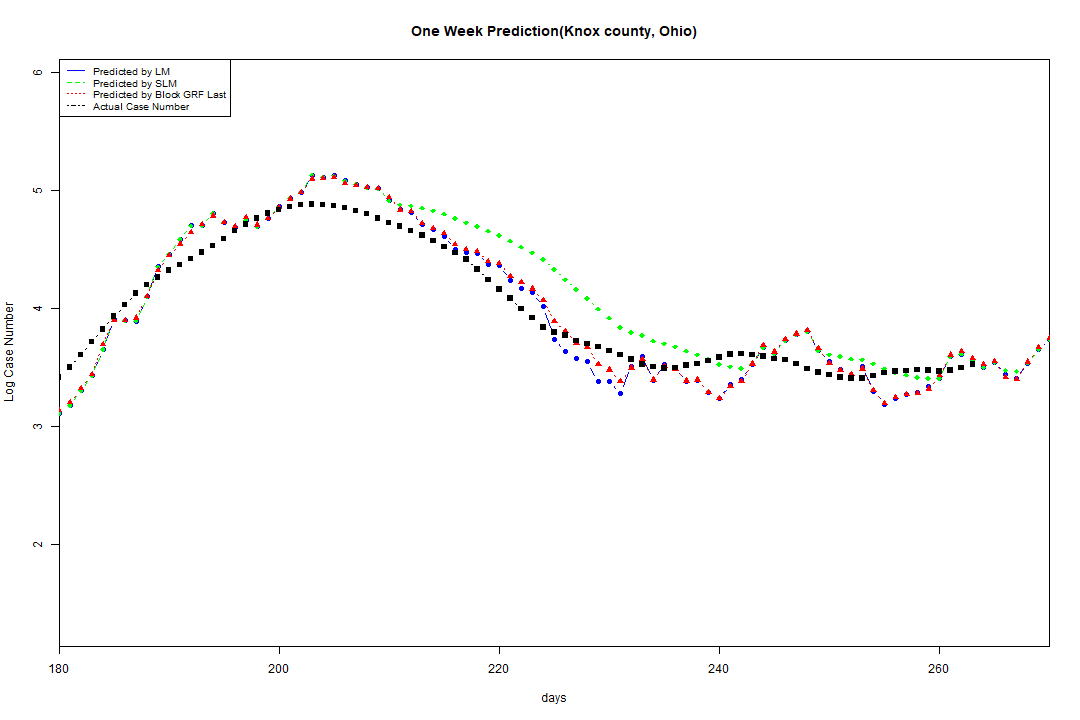 One Week Prediction(Knox county, Ohio)
Predicted by LM
Predicted by SLM
Predicted by Block GRF Last
Actual Case Number
6
5
4
3
2
Log Case Number
180 200 220 240 260
days